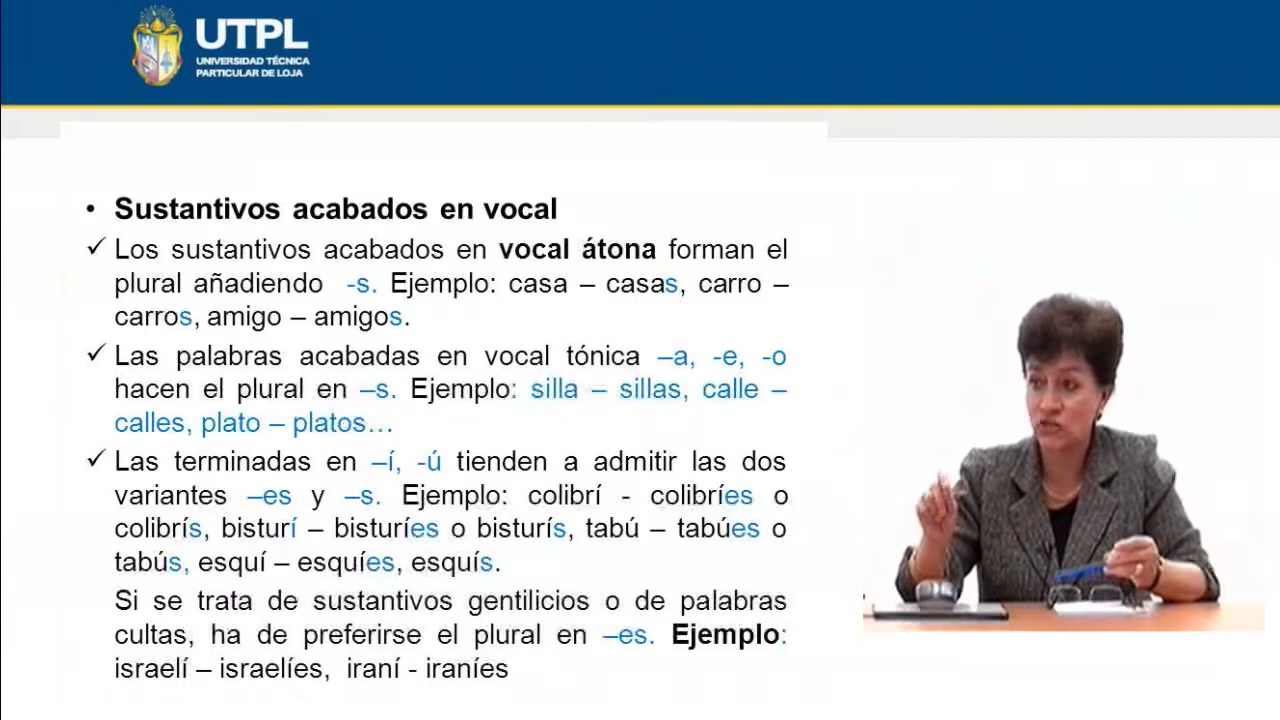 UTPL
UNIVERSIDAD TÉCNICA
PARTICULAR DE LOJA
• Sustantivos acabados en vocal
✓ Los sustantivos acabados en vocal átona forman el
plural añadiendo -s. Ejemplo: casa – casas, carro –
carros, amigo – amigos.
✓ Las palabras acabadas en vocal tónica –a, -e, -o
hacen el plural en –s. Ejemplo: silla – sillas, calle –
calles, plato – platos…
✓ Las terminadas en –í, -ú tienden a admitir las dos
variantes –es y –s. Ejemplo: colibrí - colibríes o
colibrís, bisturí – bisturíes o bisturís, tabú – tabúes o
tabús, esquí – esquíes, esquís.
Si se trata de sustantivos gentilicios o de palabras
cultas, ha de preferirse el plural en –es. Ejemplo:
israelí – israelíes, iraní - iraníes